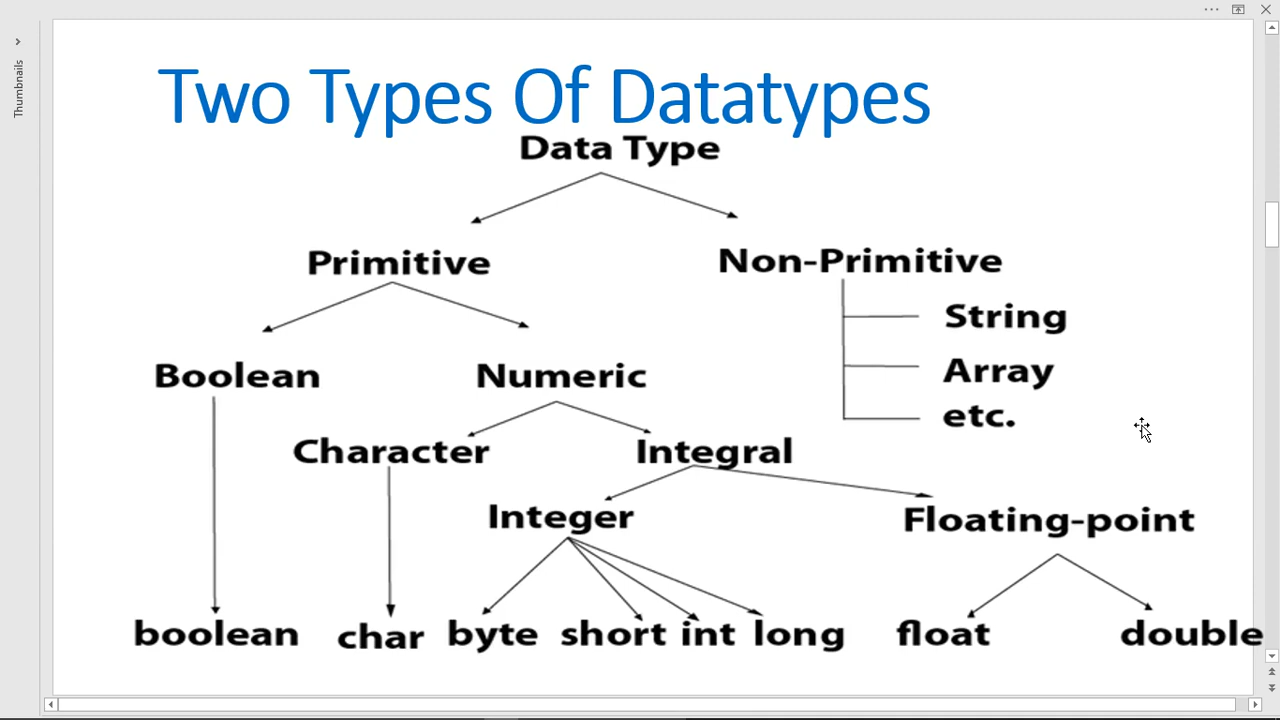 Thumbnails
Two Types Of Datatypes
Data Type
Primitive
Non-Primitive
String
Boolean
Numeric
Array
etc.
Character
Integral
Integer
Floating-point
boolean
char
byte
short
int
long
float
double